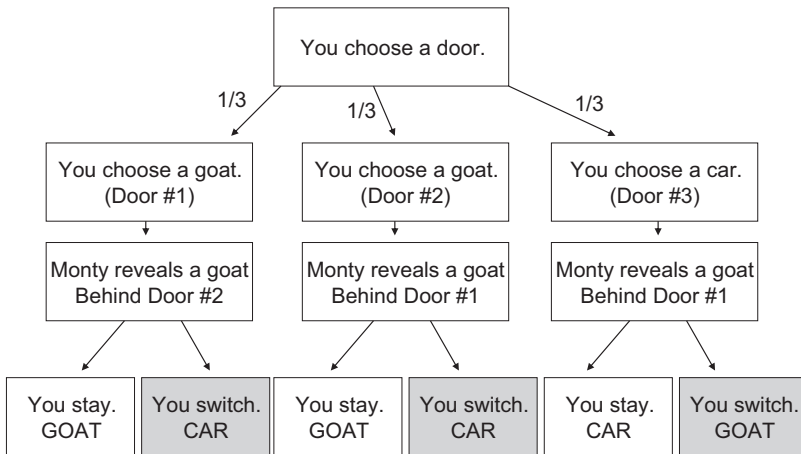 You choose a door.
1/3
1/3
1/3
You choose a goat.
(Door #1)
You choose a goat.
(Door #2)
You choose a car.
(Door #3)
Monty reveals a goat
Behind Door #2
Monty reveals a goat
Behind Door #1
Monty reveals a goat
Behind Door #1
You stay.
GOAT
You switch.
CAR
You stay.
GOAT
You switch.
CAR
You stay.
CAR
You switch.
GOAT